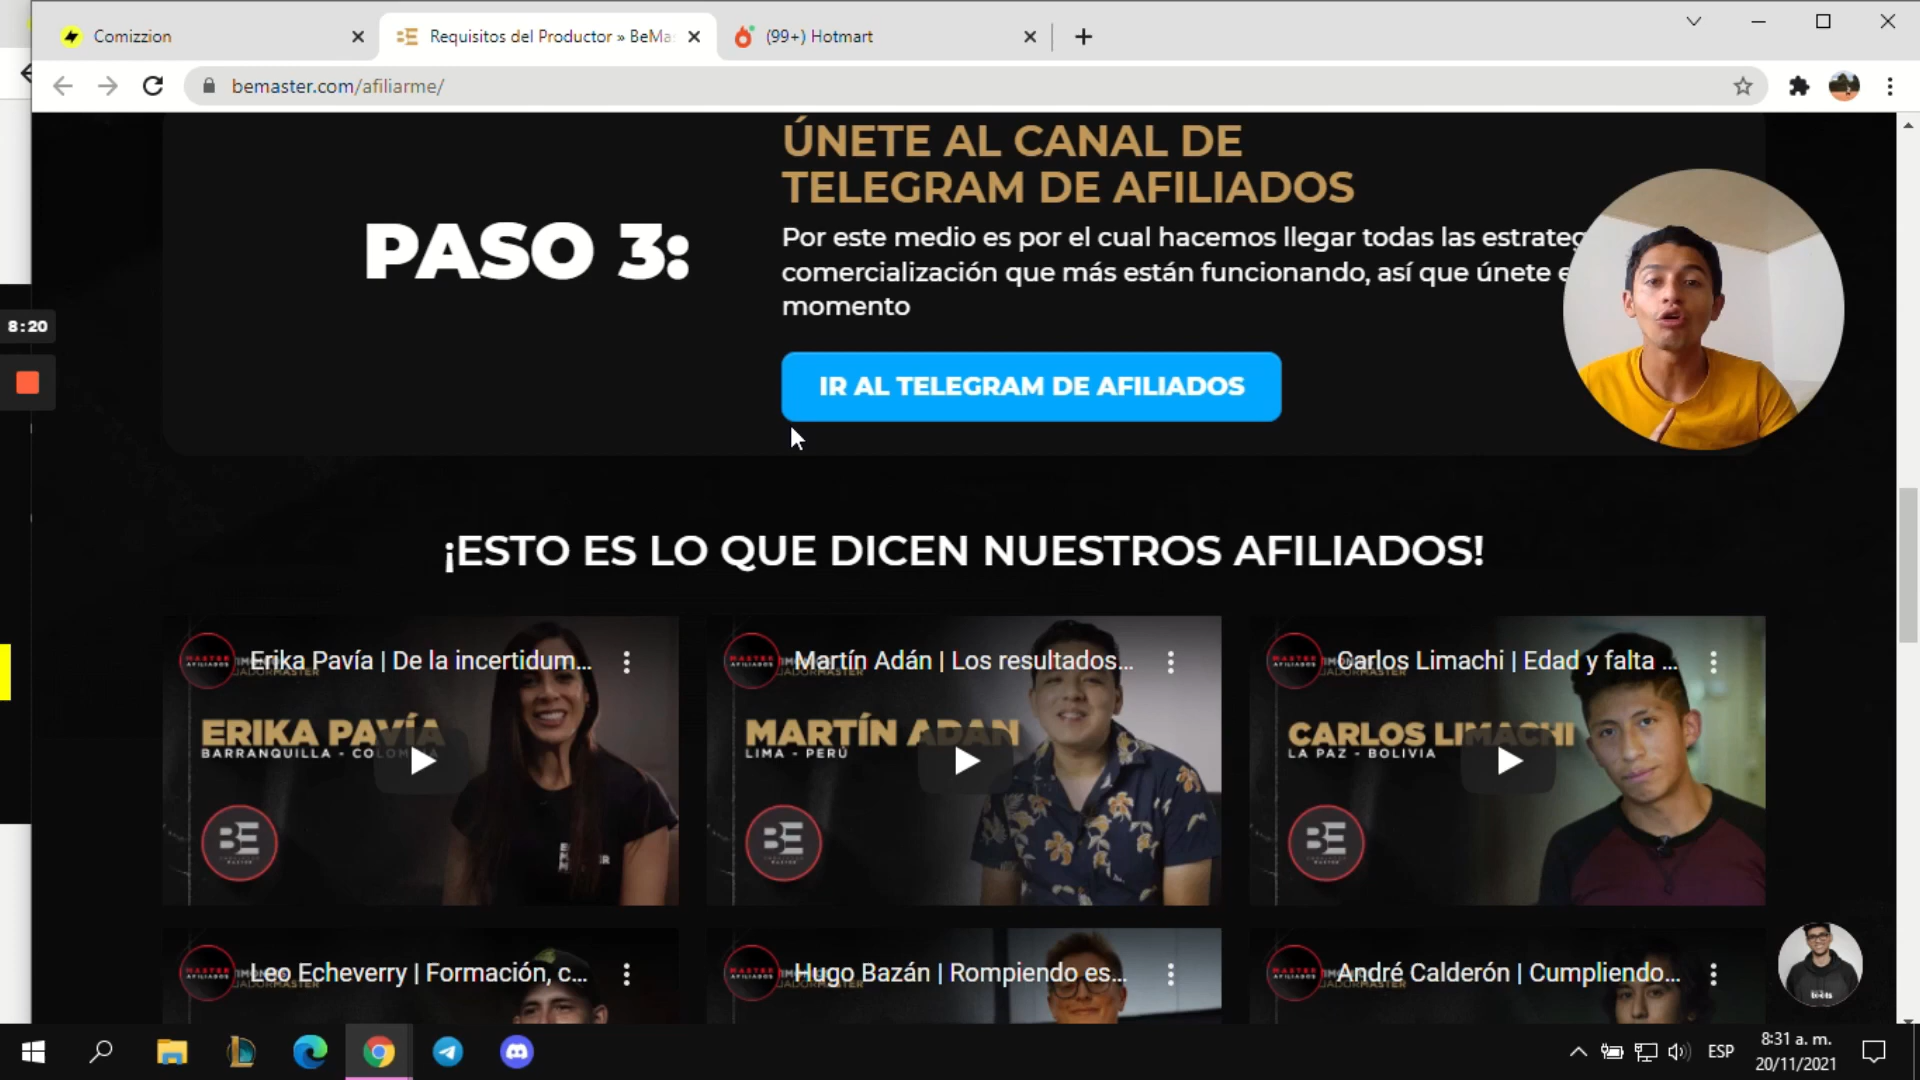 Comizzion
Requisitos del Productor » BeMa
(99+) Hotmart
bemaster.com/afiliarme/
8:20
PASO 3:
ÚNETE AL CANAL DE
TELEGRAM DE AFILIADOS
Por este medio es por el cual hacemos llegar todas las estrateg
comercialización que más están funcionando, así que únete e
momento
IR AL TELEGRAM DE AFILIADOS
¡ESTO ES LO QUE DICEN NUESTROS AFILIADOS!
Erika Pavía | De la incertidum...
ERIKA PAVÍA
BARRANQUILLA - COLOMBIA
BE
Martín Adán | Los resultados...
MARTÍN ADAN
LIMA - PERÚ
BE
Carlos Limachi | Edad y falta ...
CARLOS LIMACHI
LA PAZ - BOLIVIA
BE
Leo Echeverry | Formación, c...
Hugo Bazán | Rompiendo es...
André Calderón | Cumpliendo...
ESP
8:31 a. m.
20/11/2021